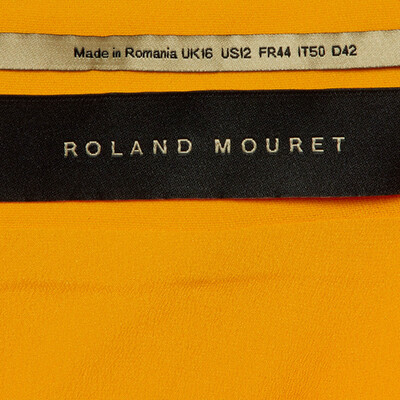 Made in Romania UK16 US12 FR44 IT50 D42
ROLAND MOURET